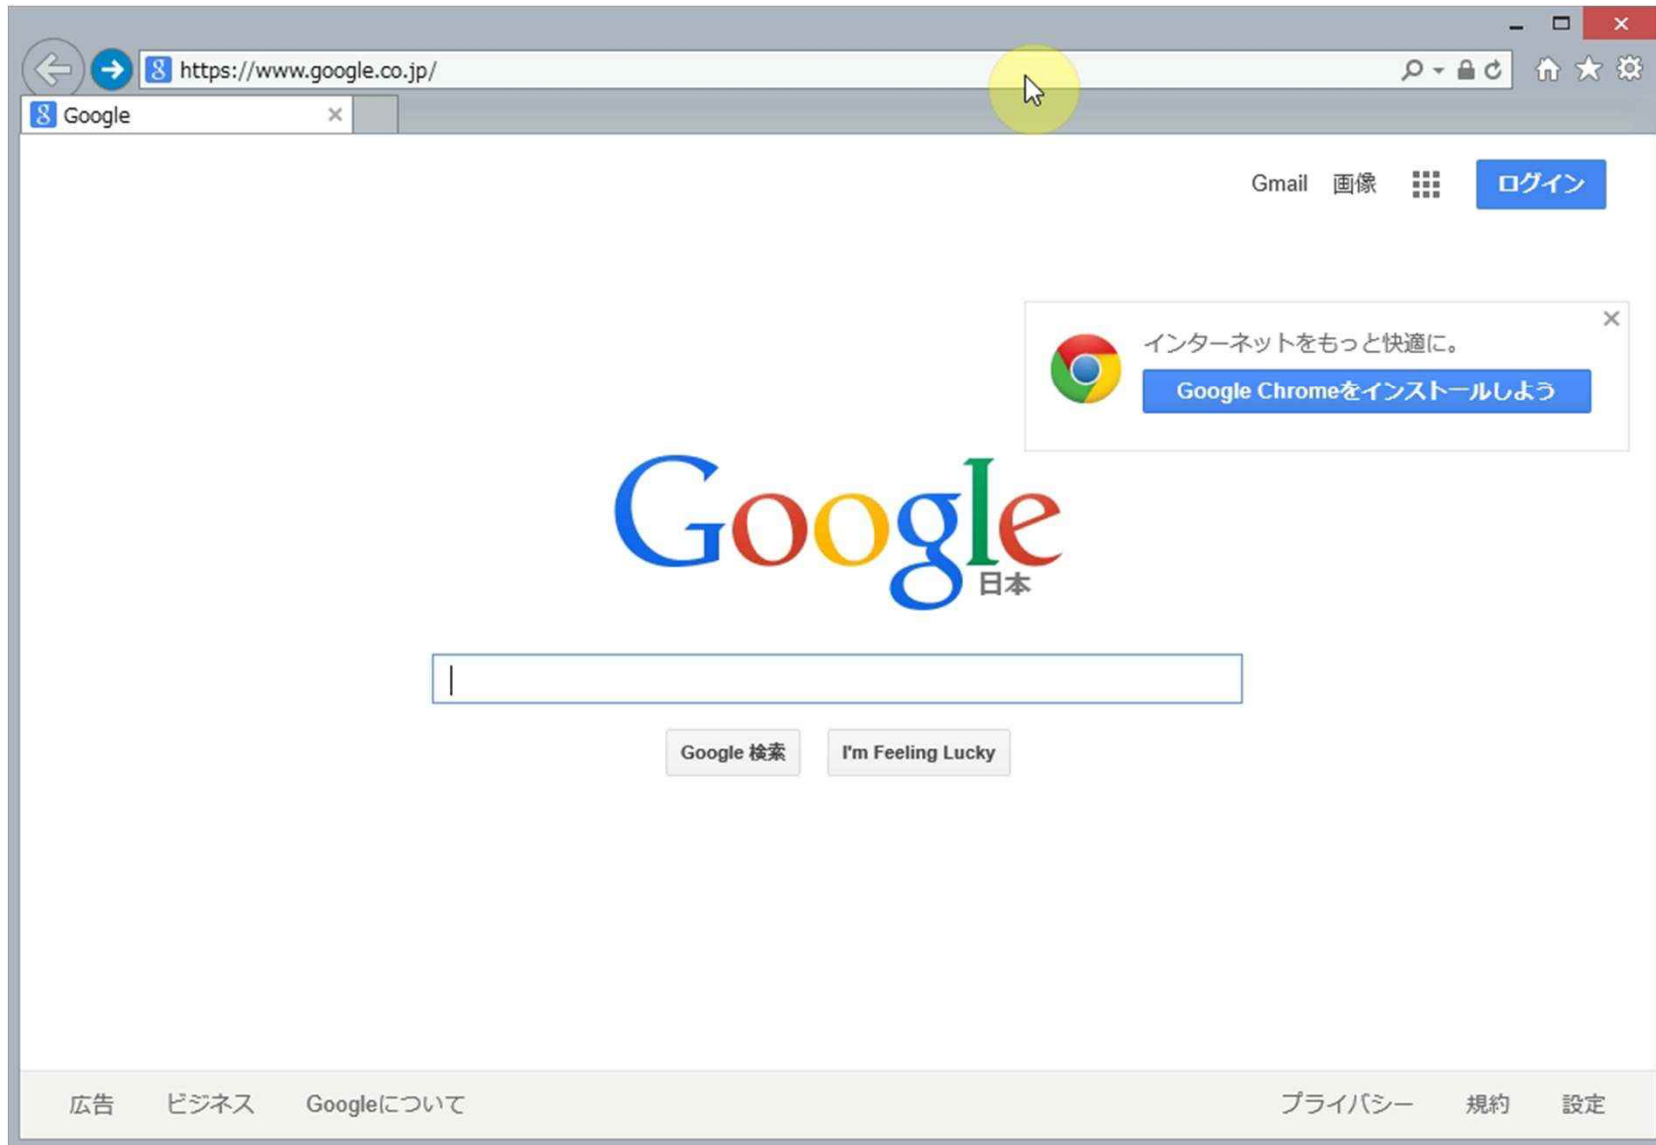 https://www.google.co.jp/
Google
Gmail 画像 ログイン
インターネットをもっと快適に。
Google Chromeをインストールしよう
Google
日本
Google 検索 I'm Feeling Lucky
広告 ビジネス Googleについて プライバシー 規約 設定